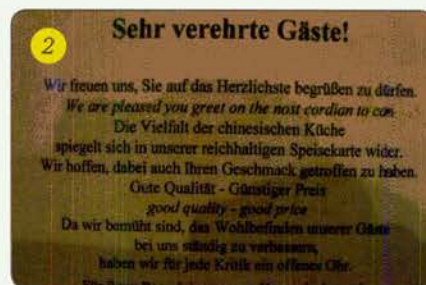 2
Sehr verehrte Gäste!
Wir freuen uns, Sie auf das Herzlichste begrüßen zu dürfen.
We are pleased you greet on the nost cordian to can
Die Vielfalt der chinesischen Küche
spiegelt sich in unserer reichhaltigen Speisekarte wider.
Wir hoffen, dabei auch Ihren Geschmack getroffen zu haben.
Gute Qualität - Günstiger Preis
good quality - good price
Da wir bemüht sind, das Wohlbefinden unserer Gäste
bei uns ständig zu verbessern,
haben wir für jede Kritik ein offenes Ohr.